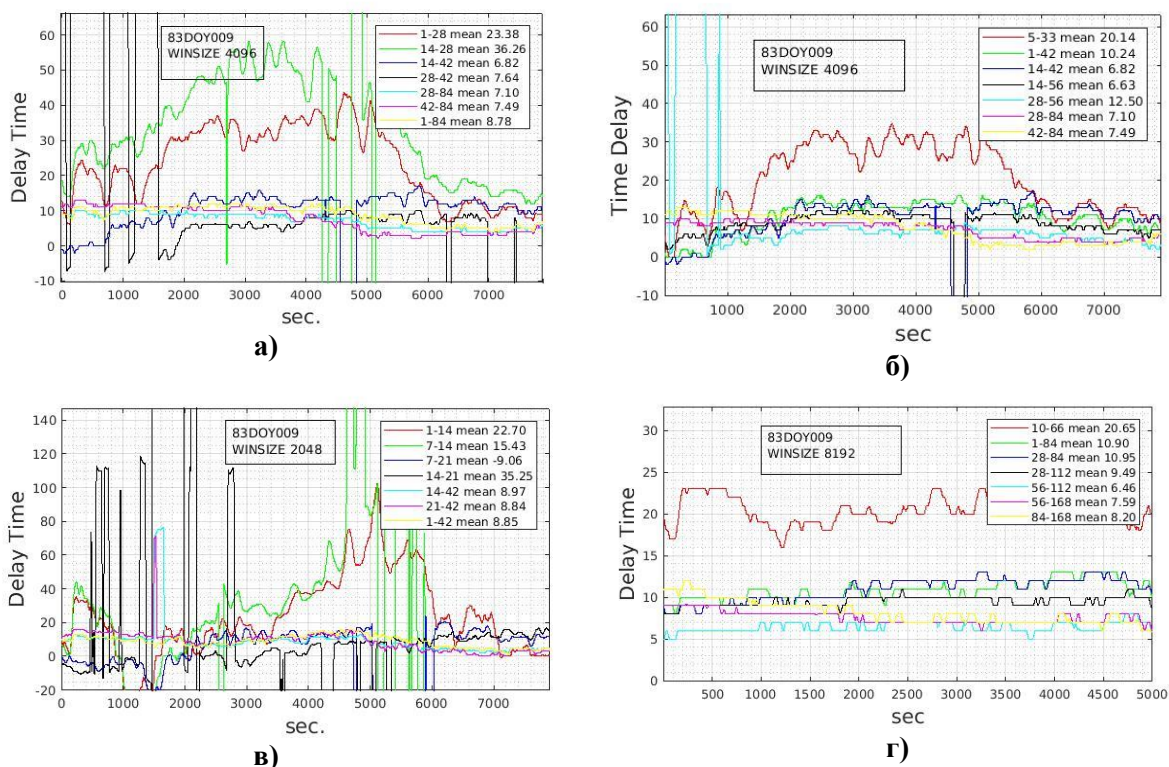 83DOY009
WINSIZE 4096
1-28 mean 23.38
14-28 mean 36.26
14-42 mean 6.82
28-42 mean 7.64
28-84 mean 7.10
42-84 mean 7.49
1-84 mean 8.78
Delay Time
60
50
40
30
20
10
0
-10
0
1000
2000
3000
4000
5000
6000
7000
sec.
а)
83DOY009
WINSIZE 4096
5-33 mean 20.14
1-42 mean 10.24
14-42 mean 6.82
14-56 mean 6.63
28-56 mean 12.50
28-84 mean 7.10
42-84 mean 7.49
Time Delay
60
50
40
30
20
10
0
-10
1000
2000
3000
4000
5000
6000
7000
sec
б)
83DOY009
WINSIZE 2048
1-14 mean 22.70
7-14 mean 15.43
7-21 mean -9.06
14-21 mean 35.25
14-42 mean 8.97
21-42 mean 8.84
1-42 mean 8.85
Delay Time
140
120
100
80
60
40
20
0
-20
0
1000
2000
3000
4000
5000
6000
7000
sec.
в)
83DOY009
WINSIZE 8192
10-66 mean 20.65
1-84 mean 10.90
28-84 mean 10.95
28-112 mean 9.49
56-112 mean 6.46
56-168 mean 7.59
84-168 mean 8.20
Delay Time
30
25
20
15
10
5
0
500
1000
1500
2000
2500
3000
3500
4000
4500
5000
sec
г)